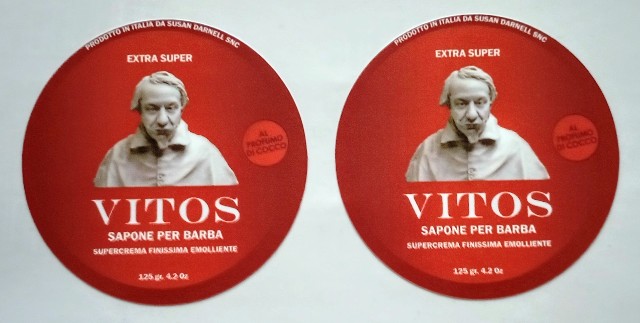 PRODOTTO IN ITALIA DA SUSAN DARNELL SNC
EXTRA SUPER
AL
PROFUMO
DI COCCO
VITOS
SAPONE PER BARBA
SUPERCREMA FINISSIMA EMOLLIENTE
125 gr. 4.2 Oz
PRODOTTO IN ITALIA DA SUSAN DARNELL SNC
EXTRA SUPER
AL
PROFUMO
DI COCCO
VITOS
SAPONE PER BARBA
SUPERCREMA FINISSIMA EMOLLIENTE
125 gr. 4.2 Oz